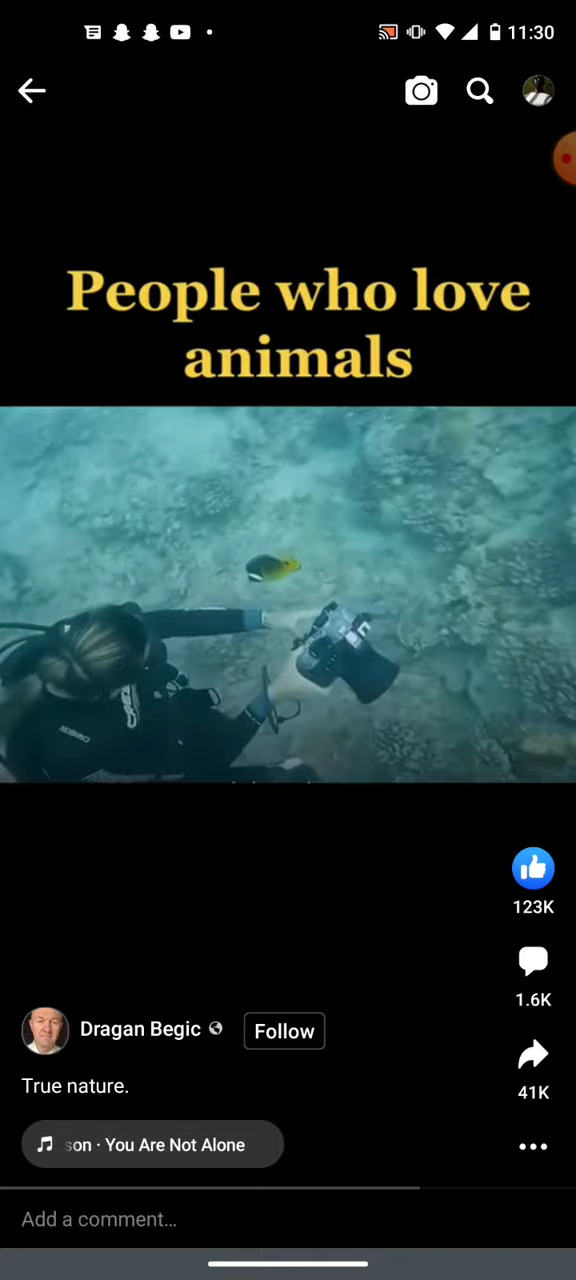 11:30
People who love
animals
123K
1.6K
41K
Dragan Begic
Follow
True nature.
son · You Are Not Alone
Add a comment…